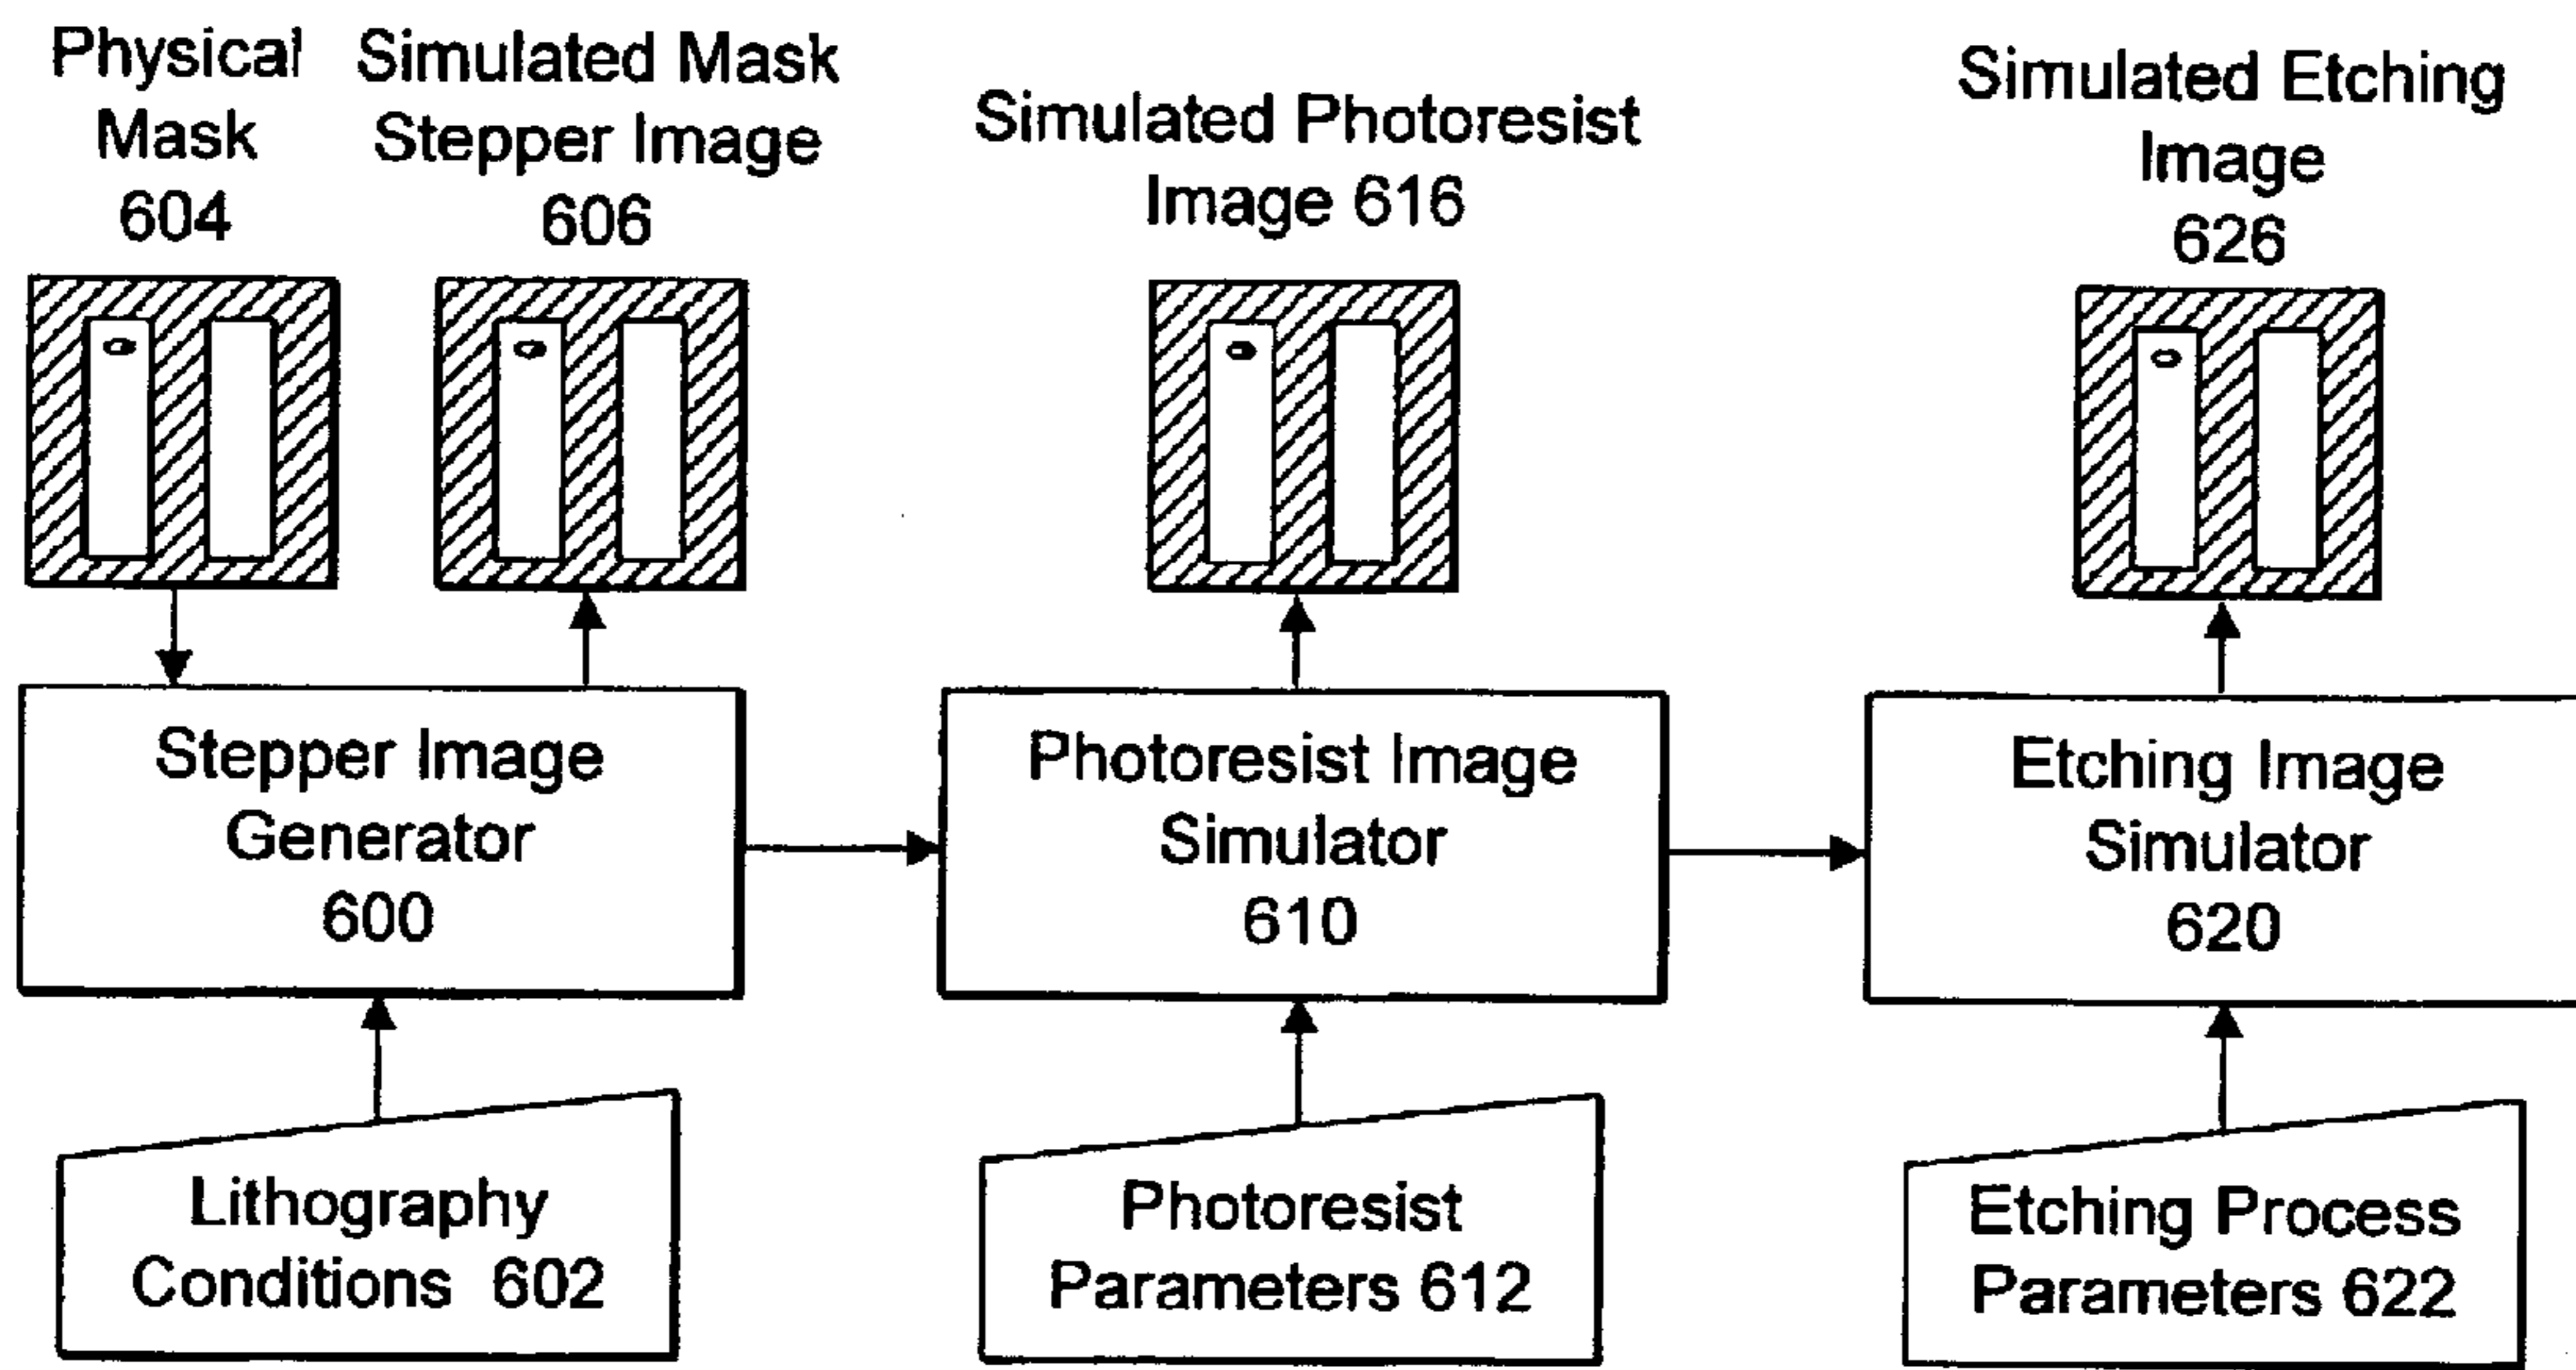 Physical
Mask
604
Simulated Mask
Stepper Image
606
Simulated Photoresist
Image 616
Simulated Etching
Image
626
Stepper Image
Generator
600
Photoresist Image
Simulator
610
Etching Image
Simulator
620
Lithography
Conditions 602
Photoresist
Parameters 612
Etching Process
Parameters 622